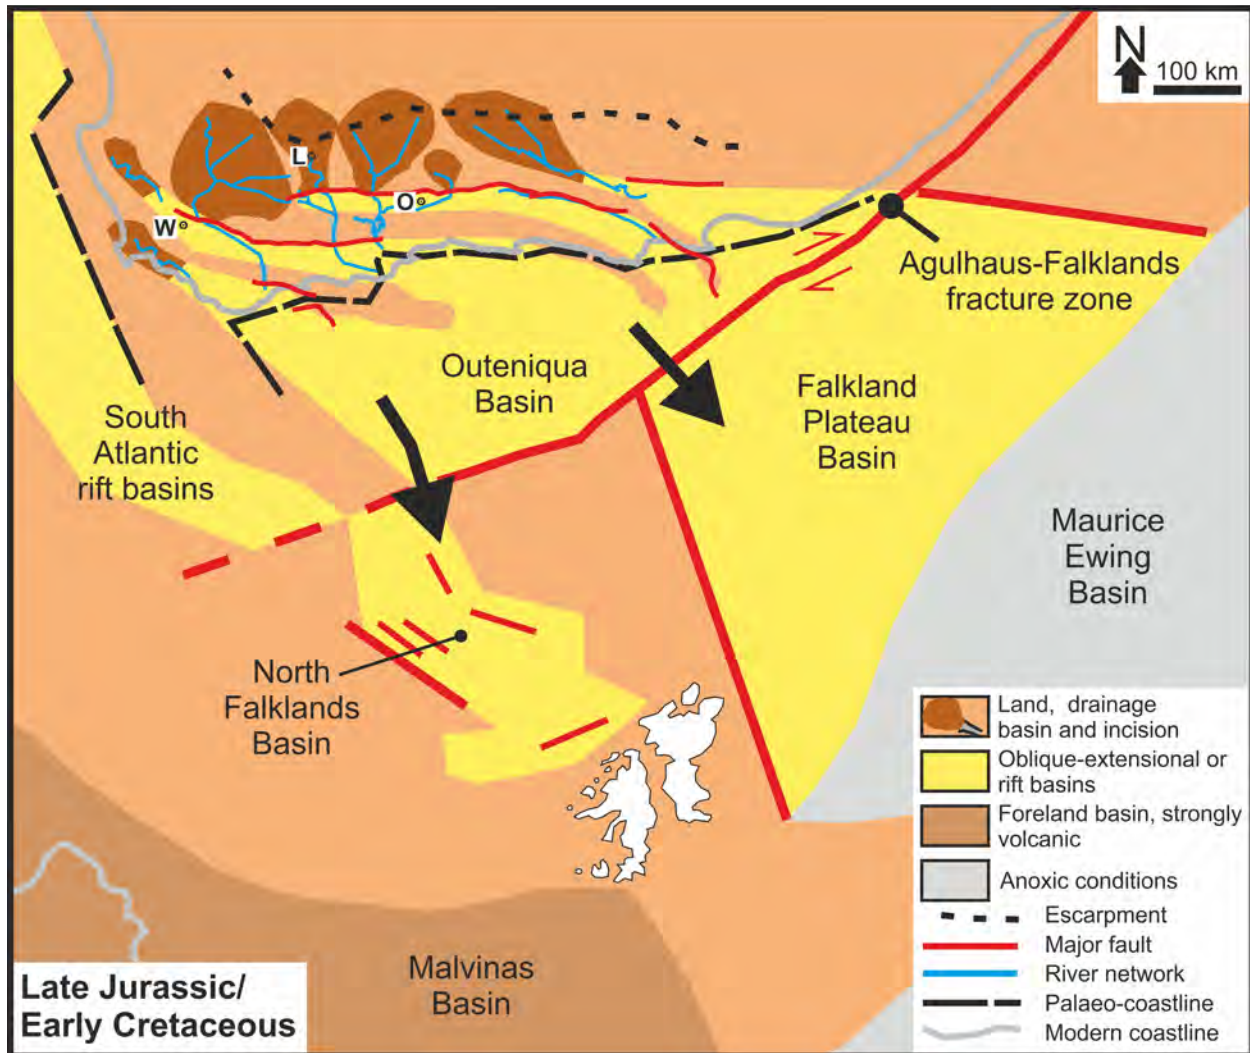 N
100 km
L
O
W
Agulhaus-Falklands
fracture zone
Outeniqua
Basin
Falkland
Plateau
Basin
South
Atlantic
rift basins
Maurice
Ewing
Basin
North
Falklands
Basin
Malvinas
Basin
Land, drainage
basin and incision
Oblique-extensional or
rift basins
Foreland basin, strongly
volcanic
Anoxic conditions
Escarpment
Major fault
River network
Palaeo-coastline
Modern coastline
Late Jurassic/
Early Cretaceous